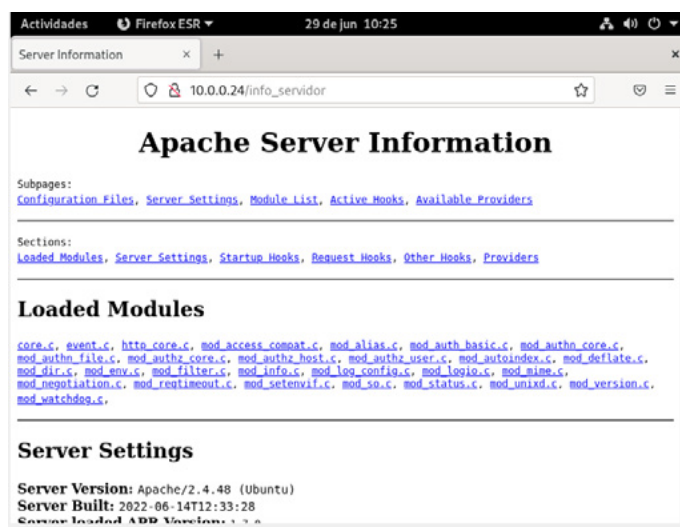 Actividades Firefox ESR 29 de jun 10:25
Server Information
10.0.0.24/info_servidor
Apache Server Information
Subpages:
Configuration Files, Server Settings, Module List, Active Hooks, Available Providers
Sections:
Loaded Modules, Server Settings, Startup Hooks, Request Hooks, Other Hooks, Providers
Loaded Modules
core.c, event.c, http_core.c, mod_access_compat.c, mod_alias.c, mod_auth_basic.c, mod_authn_core.c,
mod_authn_file.c, mod_authz_core.c, mod_authz_host.c, mod_authz_user.c, mod_autoindex.c, mod_deflate.c,
mod_dir.c, mod_env.c, mod_filter.c, mod_info.c, mod_log_config.c, mod_logio.c, mod_mime.c,
mod_negotiation.c, mod_reqtimeout.c, mod_setenvif.c, mod_so.c, mod_status.c, mod_unixd.c, mod_version.c,
mod_watchdog.c,
Server Settings
Server Version: Apache/2.4.48 (Ubuntu)
Server Built: 2022-06-14T12:33:28
Server loaded APR Version: